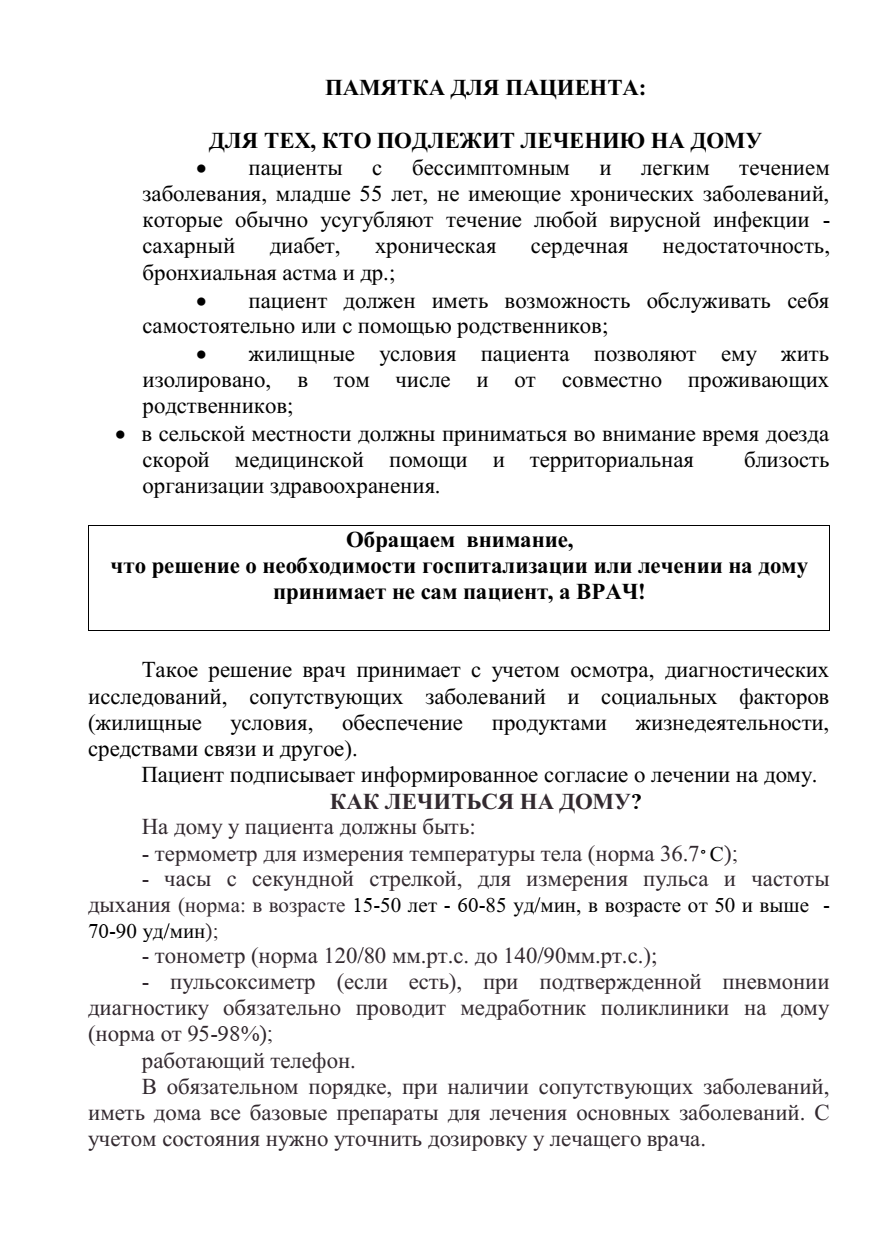 ПАМЯТКА ДЛЯ ПАЦИЕНТА:
ДЛЯ ТЕХ, КТО ПОДЛЕЖИТ ЛЕЧЕНИЮ НА ДОМУ
• пациенты с бессимптомным и легким течением
заболевания, младше 55 лет, не имеющие хронических заболеваний,
которые обычно усугубляют течение любой вирусной инфекции -
сахарный диабет, хроническая сердечная недостаточность,
бронхиальная астма и др.;
• пациент должен иметь возможность обслуживать себя
самостоятельно или с помощью родственников;
• жилищные условия пациента позволяют ему жить
изолировано, в том числе и от совместно проживающих
родственников;
• в сельской местности должны приниматься во внимание время доезда
скорой медицинской помощи и территориальная близость
организации здравоохранения.
Обращаем внимание,
что решение о необходимости госпитализации или лечении на дому
принимает не сам пациент, а ВРАЧ!
Такое решение врач принимает с учетом осмотра, диагностических
исследований, сопутствующих заболеваний и социальных факторов
(жилищные условия, обеспечение продуктами жизнедеятельности,
средствами связи и другое).
Пациент подписывает информированное согласие о лечении на дому.
КАК ЛЕЧИТЬСЯ НА ДОМУ?
На дому у пациента должны быть:
- термометр для измерения температуры тела (норма 36.7° С);
- часы с секундной стрелкой, для измерения пульса и частоты
дыхания (норма: в возрасте 15-50 лет - 60-85 уд/мин, в возрасте от 50 и выше -
70-90 уд/мин);
- тонометр (норма 120/80 мм.рт.с. до 140/90мм.рт.с.);
- пульсоксиметр (если есть), при подтвержденной пневмонии
диагностику обязательно проводит медработник поликлиники на дому
(норма от 95-98%);
работающий телефон.
В обязательном порядке, при наличии сопутствующих заболеваний,
иметь дома все базовые препараты для лечения основных заболеваний. С
учетом состояния нужно уточнить дозировку у лечащего врача.